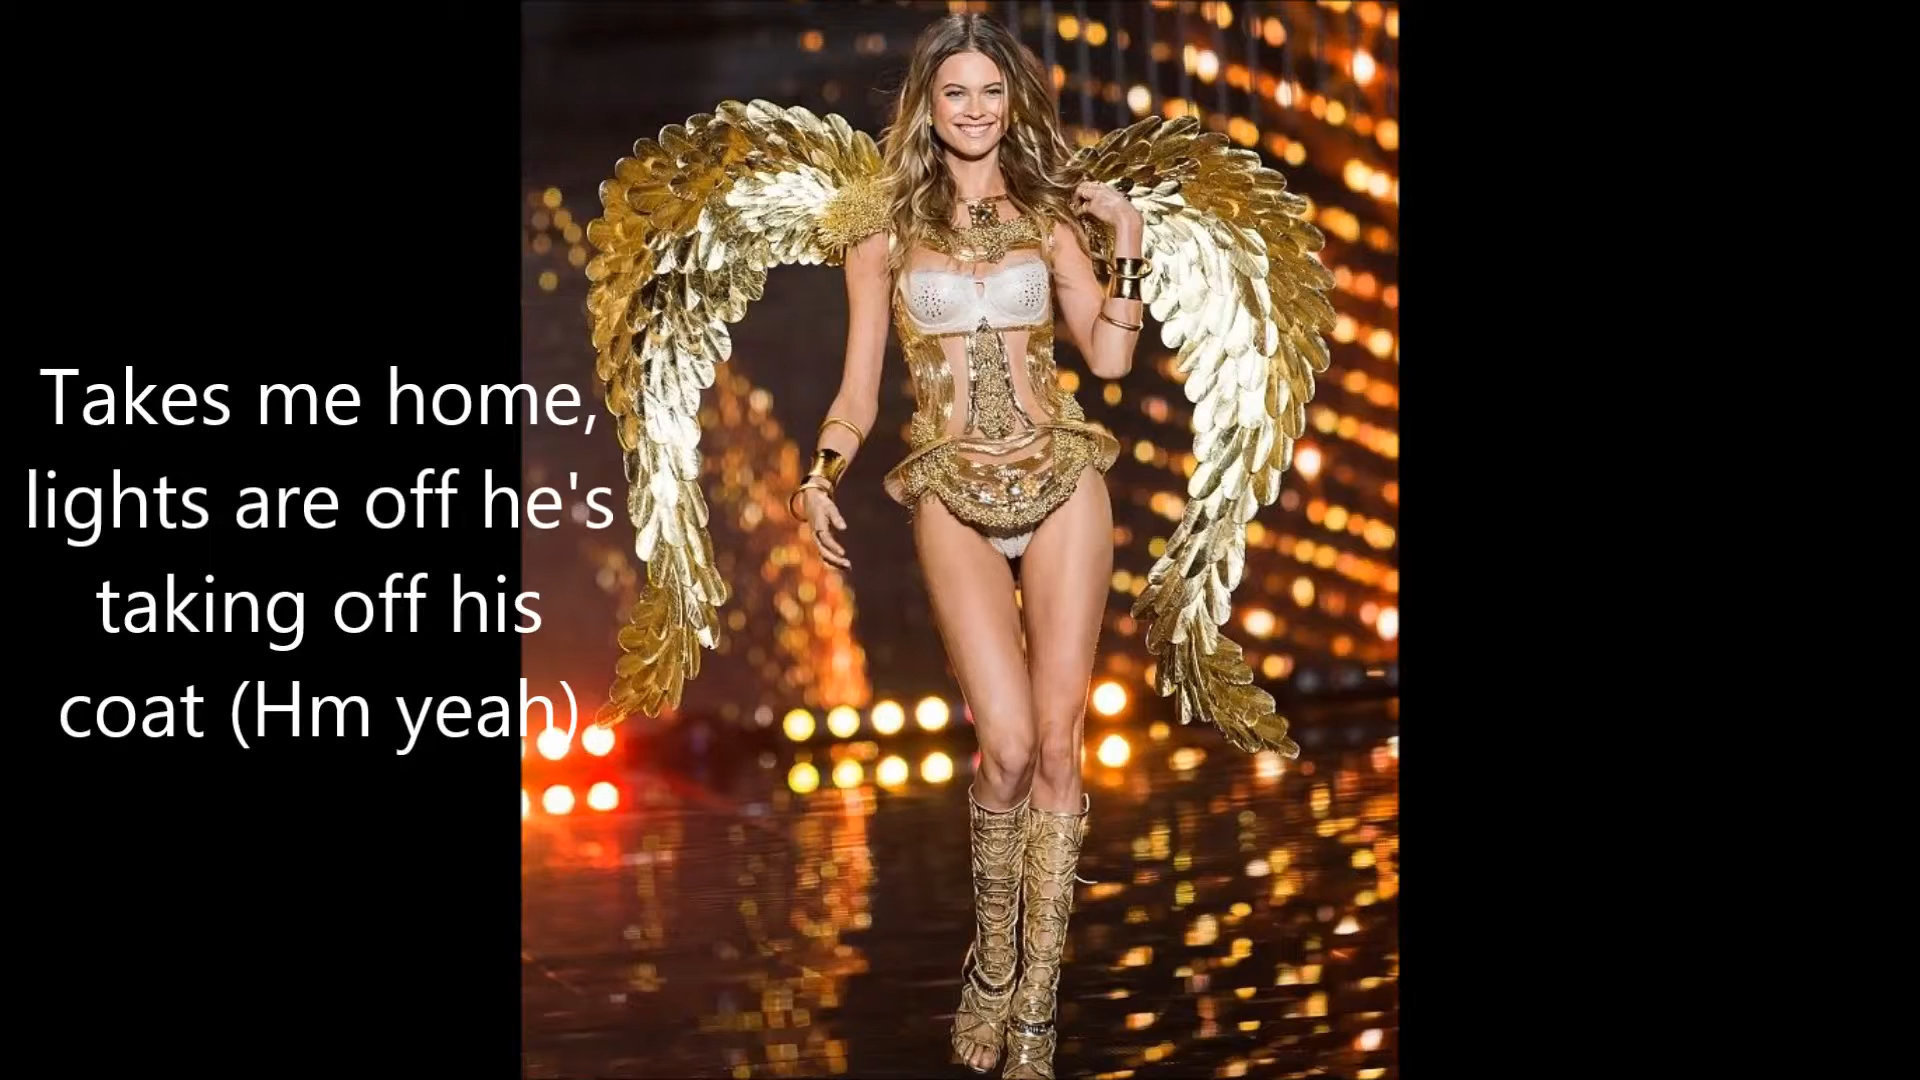 Takes me home,
lights are off he's
taking off his
coat (Hm yeah)